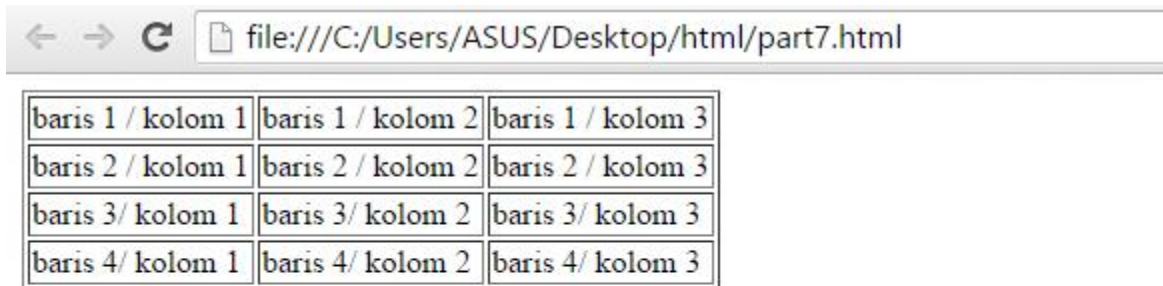 file:///C:/Users/ASUS/Desktop/html/part7.html
baris 1 / kolom 1 baris 1 / kolom 2 baris 1 / kolom 3
baris 2 / kolom 1 baris 2 / kolom 2 baris 2 / kolom 3
baris 3/ kolom 1 baris 3/ kolom 2 baris 3/ kolom 3
baris 4/ kolom 1 baris 4/ kolom 2 baris 4/ kolom 3